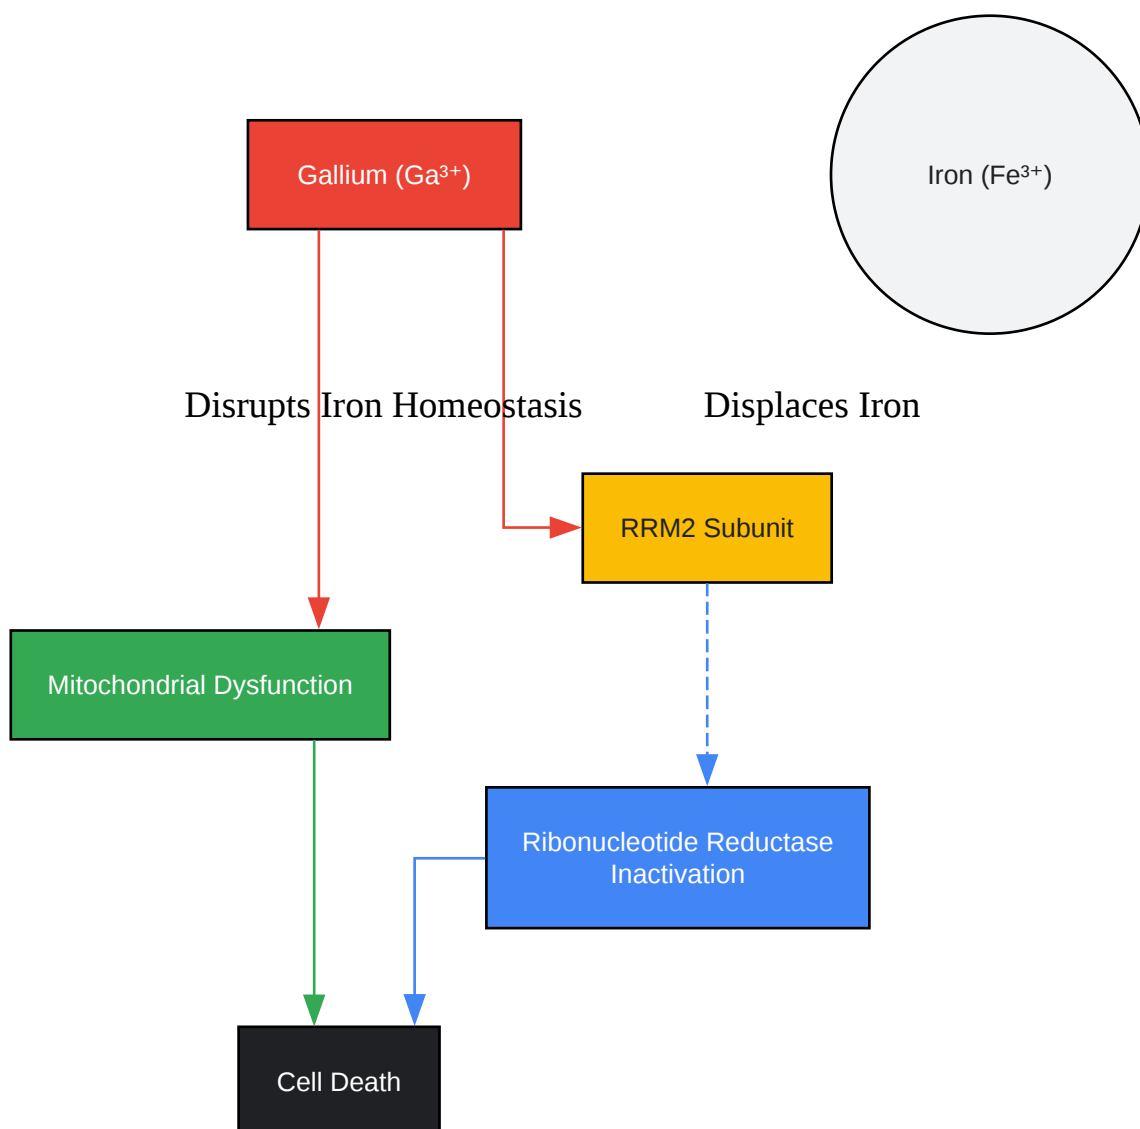 Gallium (Ga³⁺)
Iron (Fe³⁺)
Disrupts Iron Homeostasis
Displaces Iron
RRM2 Subunit
Mitochondrial Dysfunction
Ribonucleotide Reductase
Inactivation
Cell Death